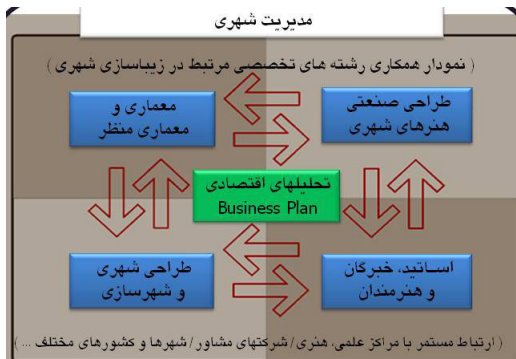 مدیریت شهری
( نمودار همکاری رشته های تخصصی مرتبط در زیباسازی شهری )
طراحی صنعتی
هنرهای شهری
معماری و
معماری منظر
تحلیلهای اقتصادی
Business Plan
اساتید، خبرگان
و هنرمندان
طراحی شهری
و شهرسازی
( ارتباط مستمر با مراکز علمی، هنری / شرکتهای مشاور / شهرها و کشورهای مختلف ... )